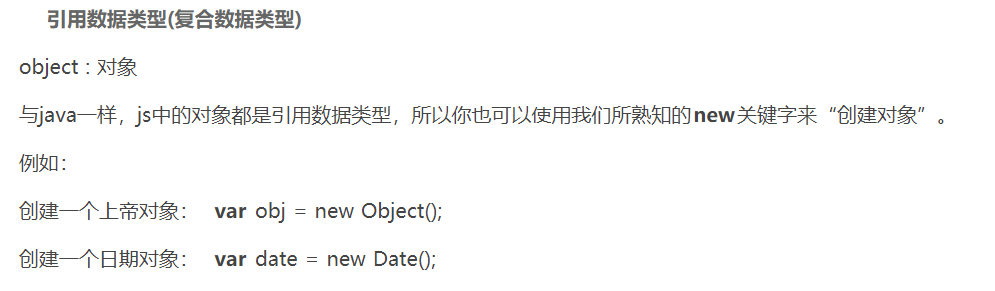 引用数据类型(复合数据类型)
object : 对象
与java一样，js中的对象都是引用数据类型，所以你也可以使用我们所熟知的new关键字来“创建对象”。
例如：
创建一个上帝对象： var obj = new Object();
创建一个日期对象： var date = new Date();